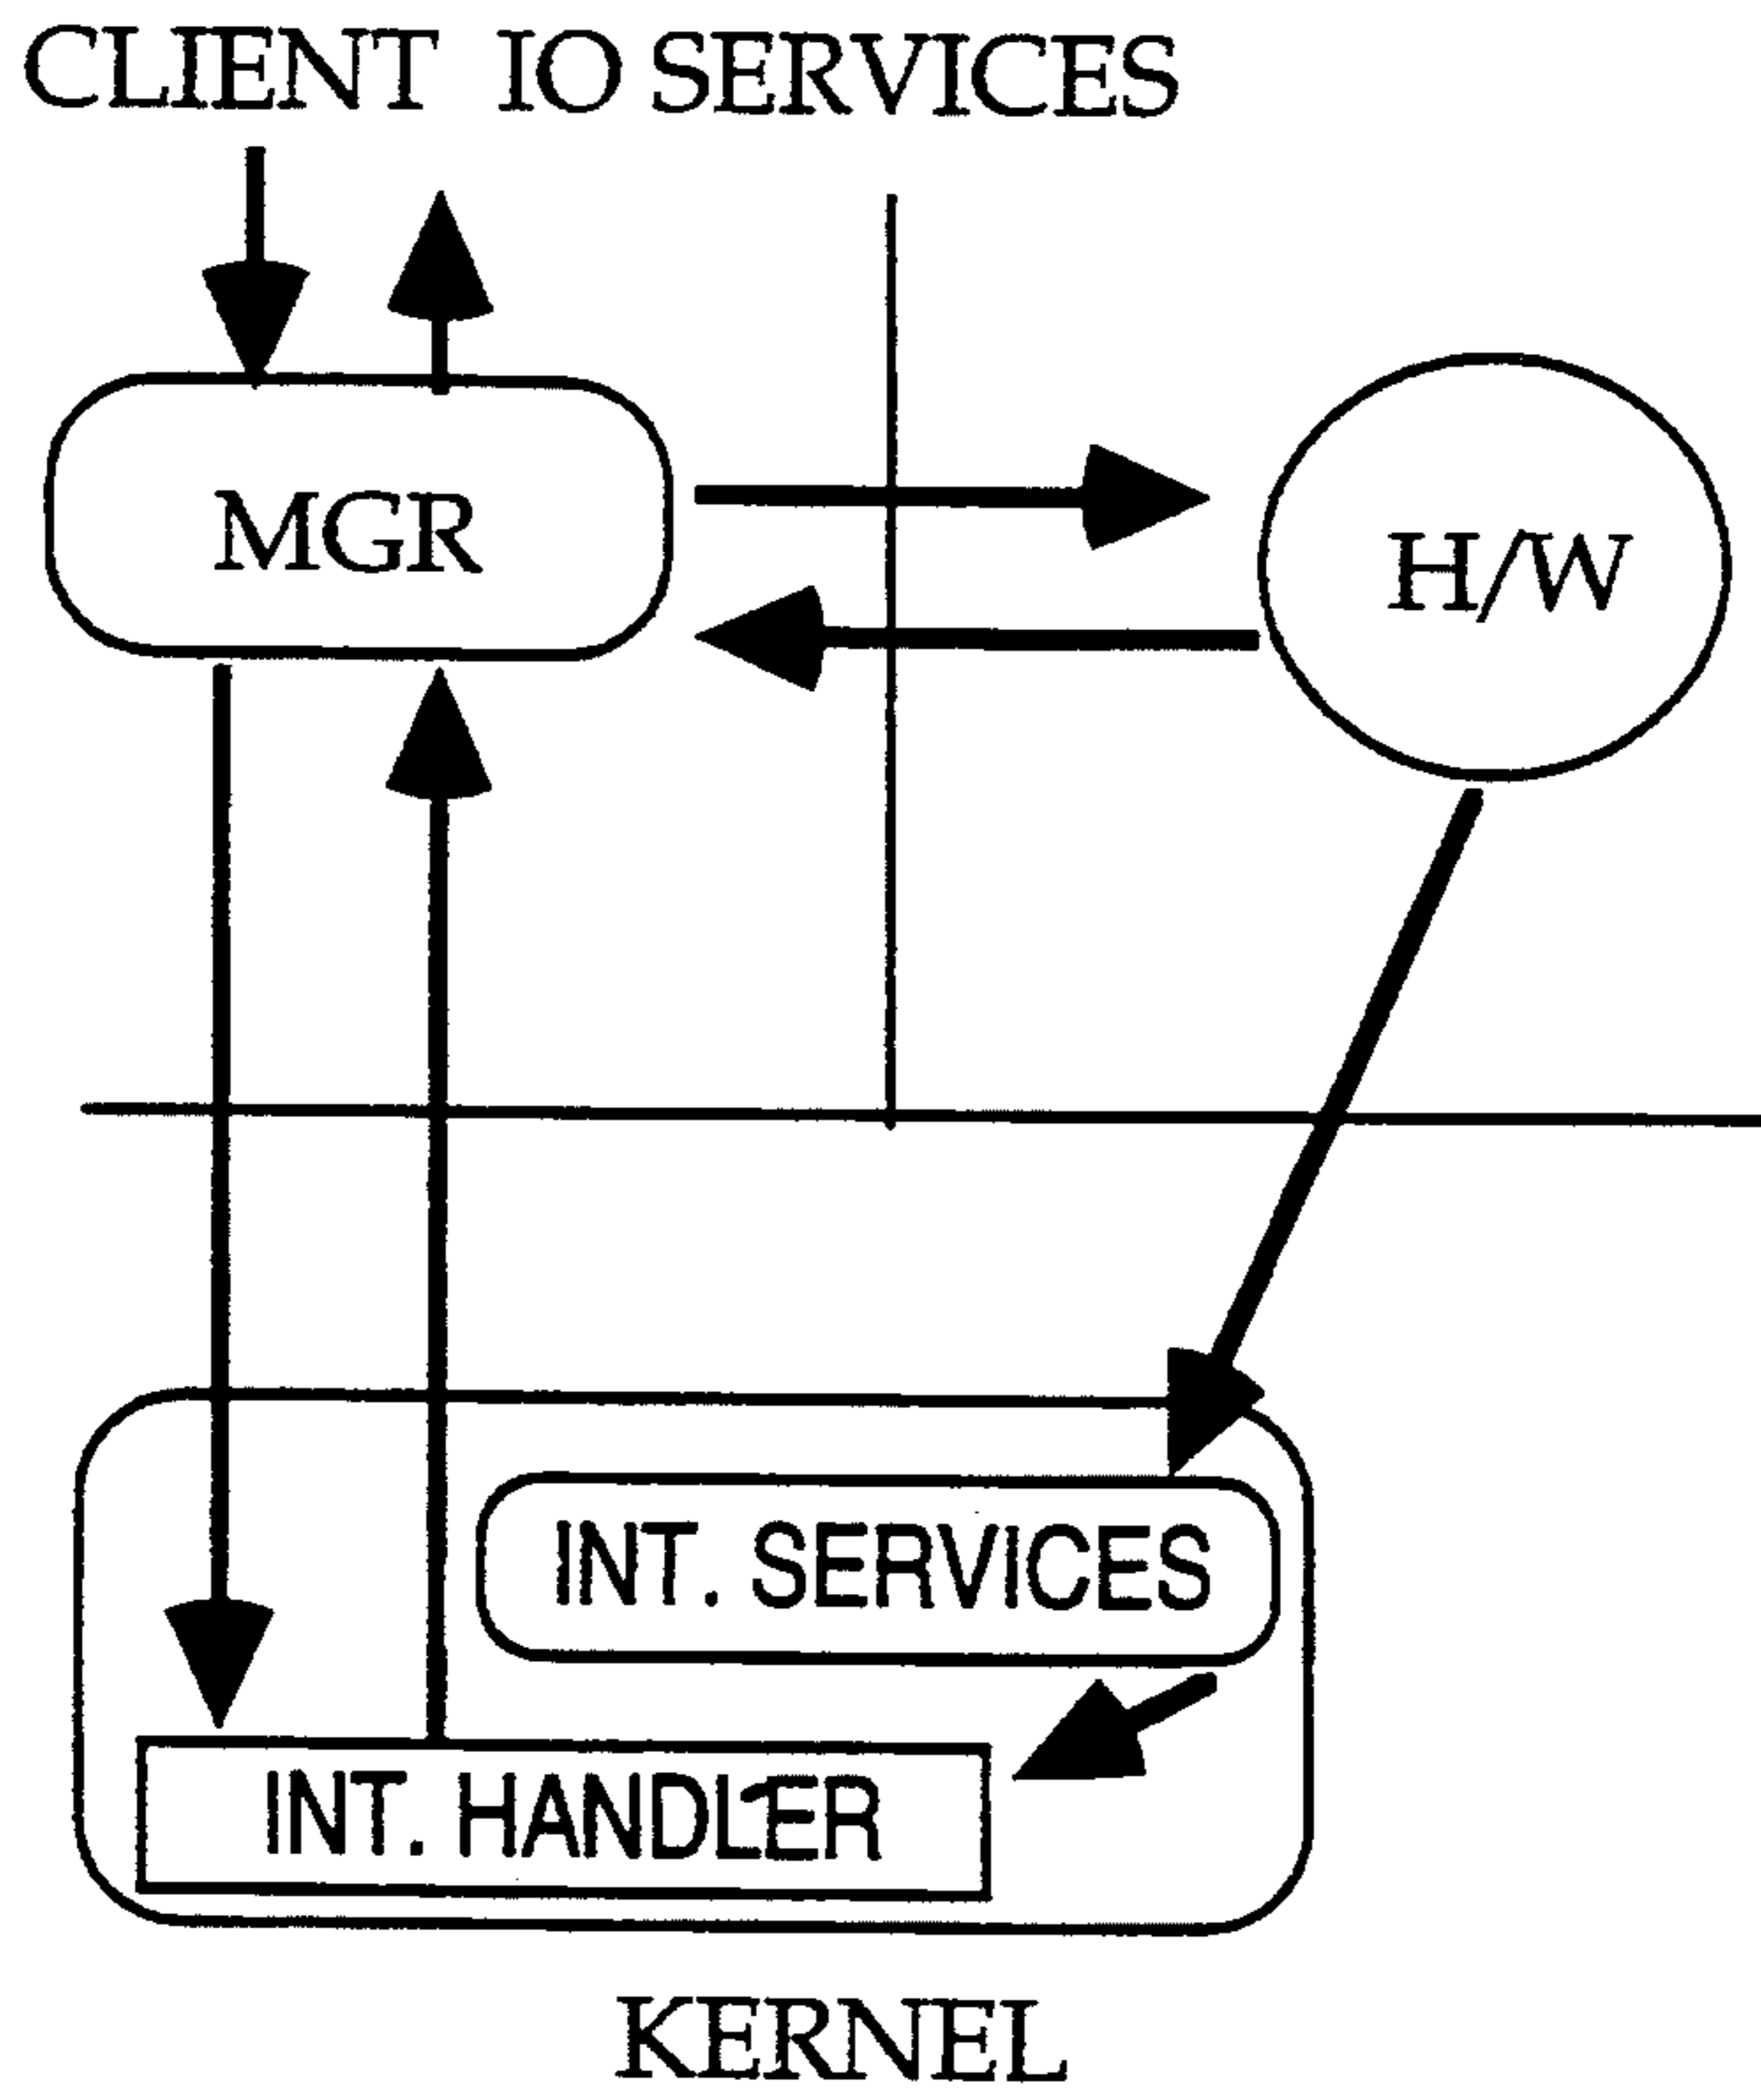 CLIENT IO SERVICES
MGR
H/W
INT. SERVICES
INT. HANDLER
KERNEL